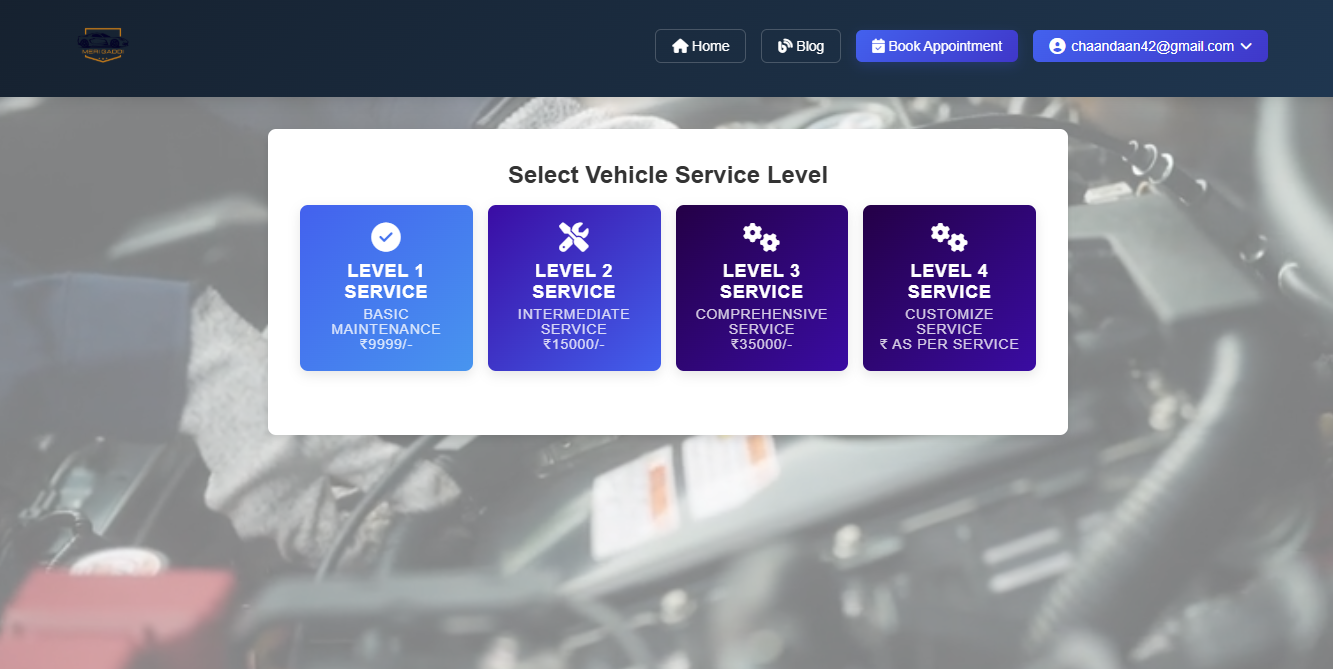 MERIGADDI
Home
Blog
Book Appointment
chaandaan42@gmail.com
Select Vehicle Service Level
LEVEL 1
SERVICE
BASIC
MAINTENANCE
₹9999/-
LEVEL 2
SERVICE
INTERMEDIATE
SERVICE
₹15000/-
LEVEL 3
SERVICE
COMPREHENSIVE
SERVICE
₹35000/-
LEVEL 4
SERVICE
CUSTOMIZE
SERVICE
₹ AS PER SERVICE